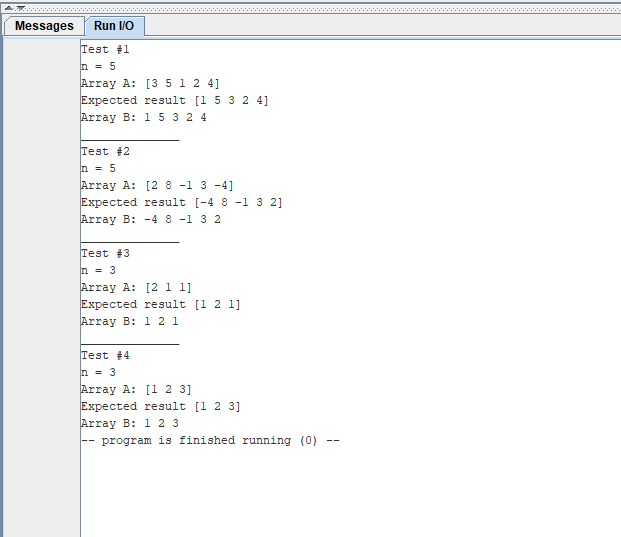 Messages Run I/O
Test #1
n = 5
Array A: [3 5 1 2 4]
Expected result [1 5 3 2 4]
Array B: 1 5 3 2 4
______________
Test #2
n = 5
Array A: [2 8 -1 3 -4]
Expected result [-4 8 -1 3 2]
Array B: -4 8 -1 3 2
______________
Test #3
n = 3
Array A: [2 1 1]
Expected result [1 2 1]
Array B: 1 2 1
______________
Test #4
n = 3
Array A: [1 2 3]
Expected result [1 2 3]
Array B: 1 2 3
-- program is finished running (0) --